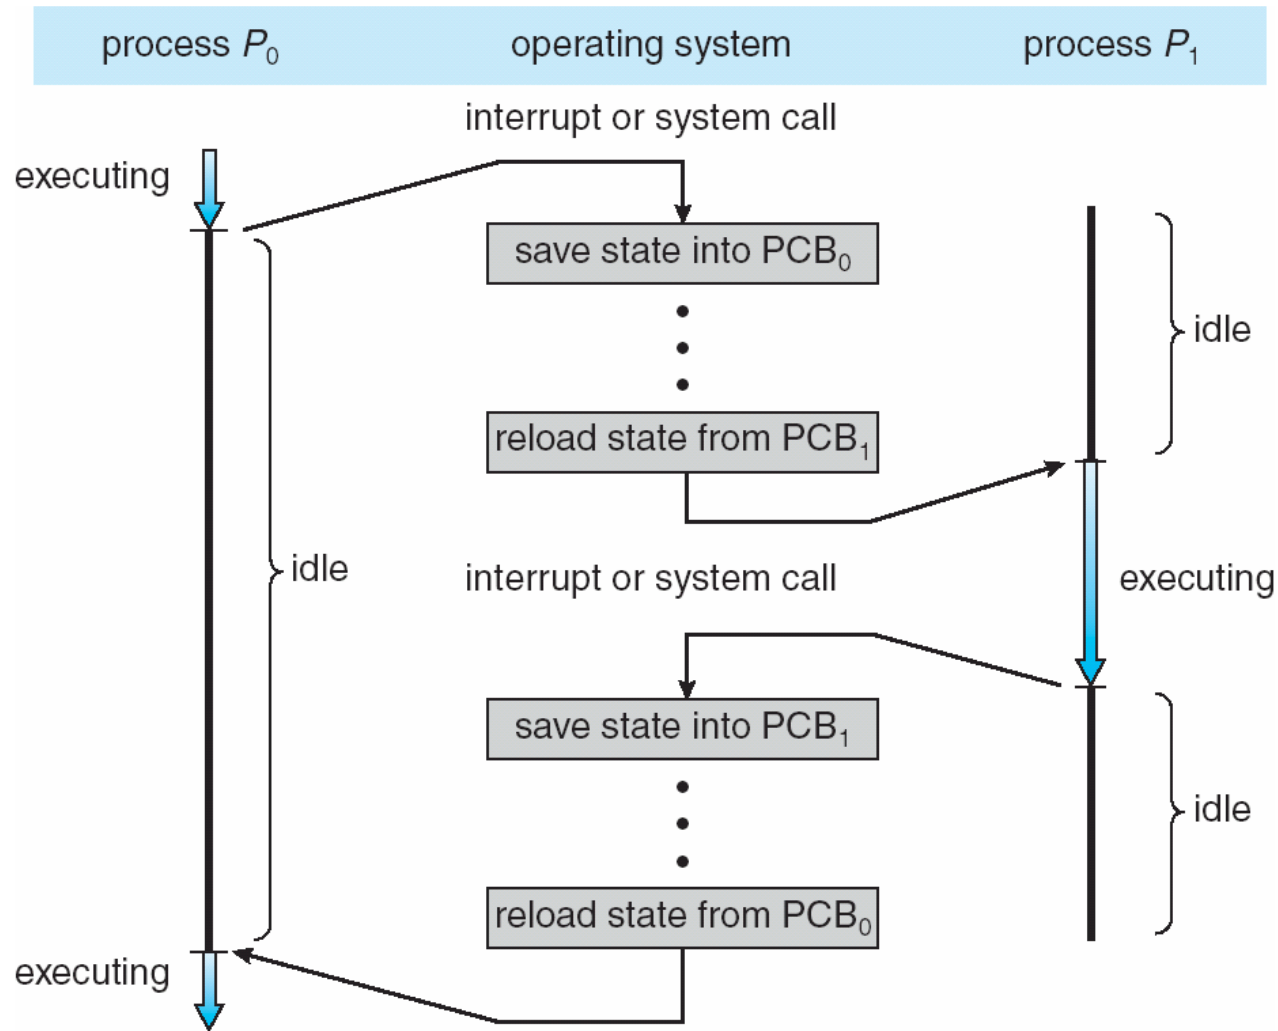 process P₀ operating system process P₁
interrupt or system call
executing
save state into PCB₀
idle
reload state from PCB₁
idle
interrupt or system call
executing
save state into PCB₁
idle
reload state from PCB₀
executing